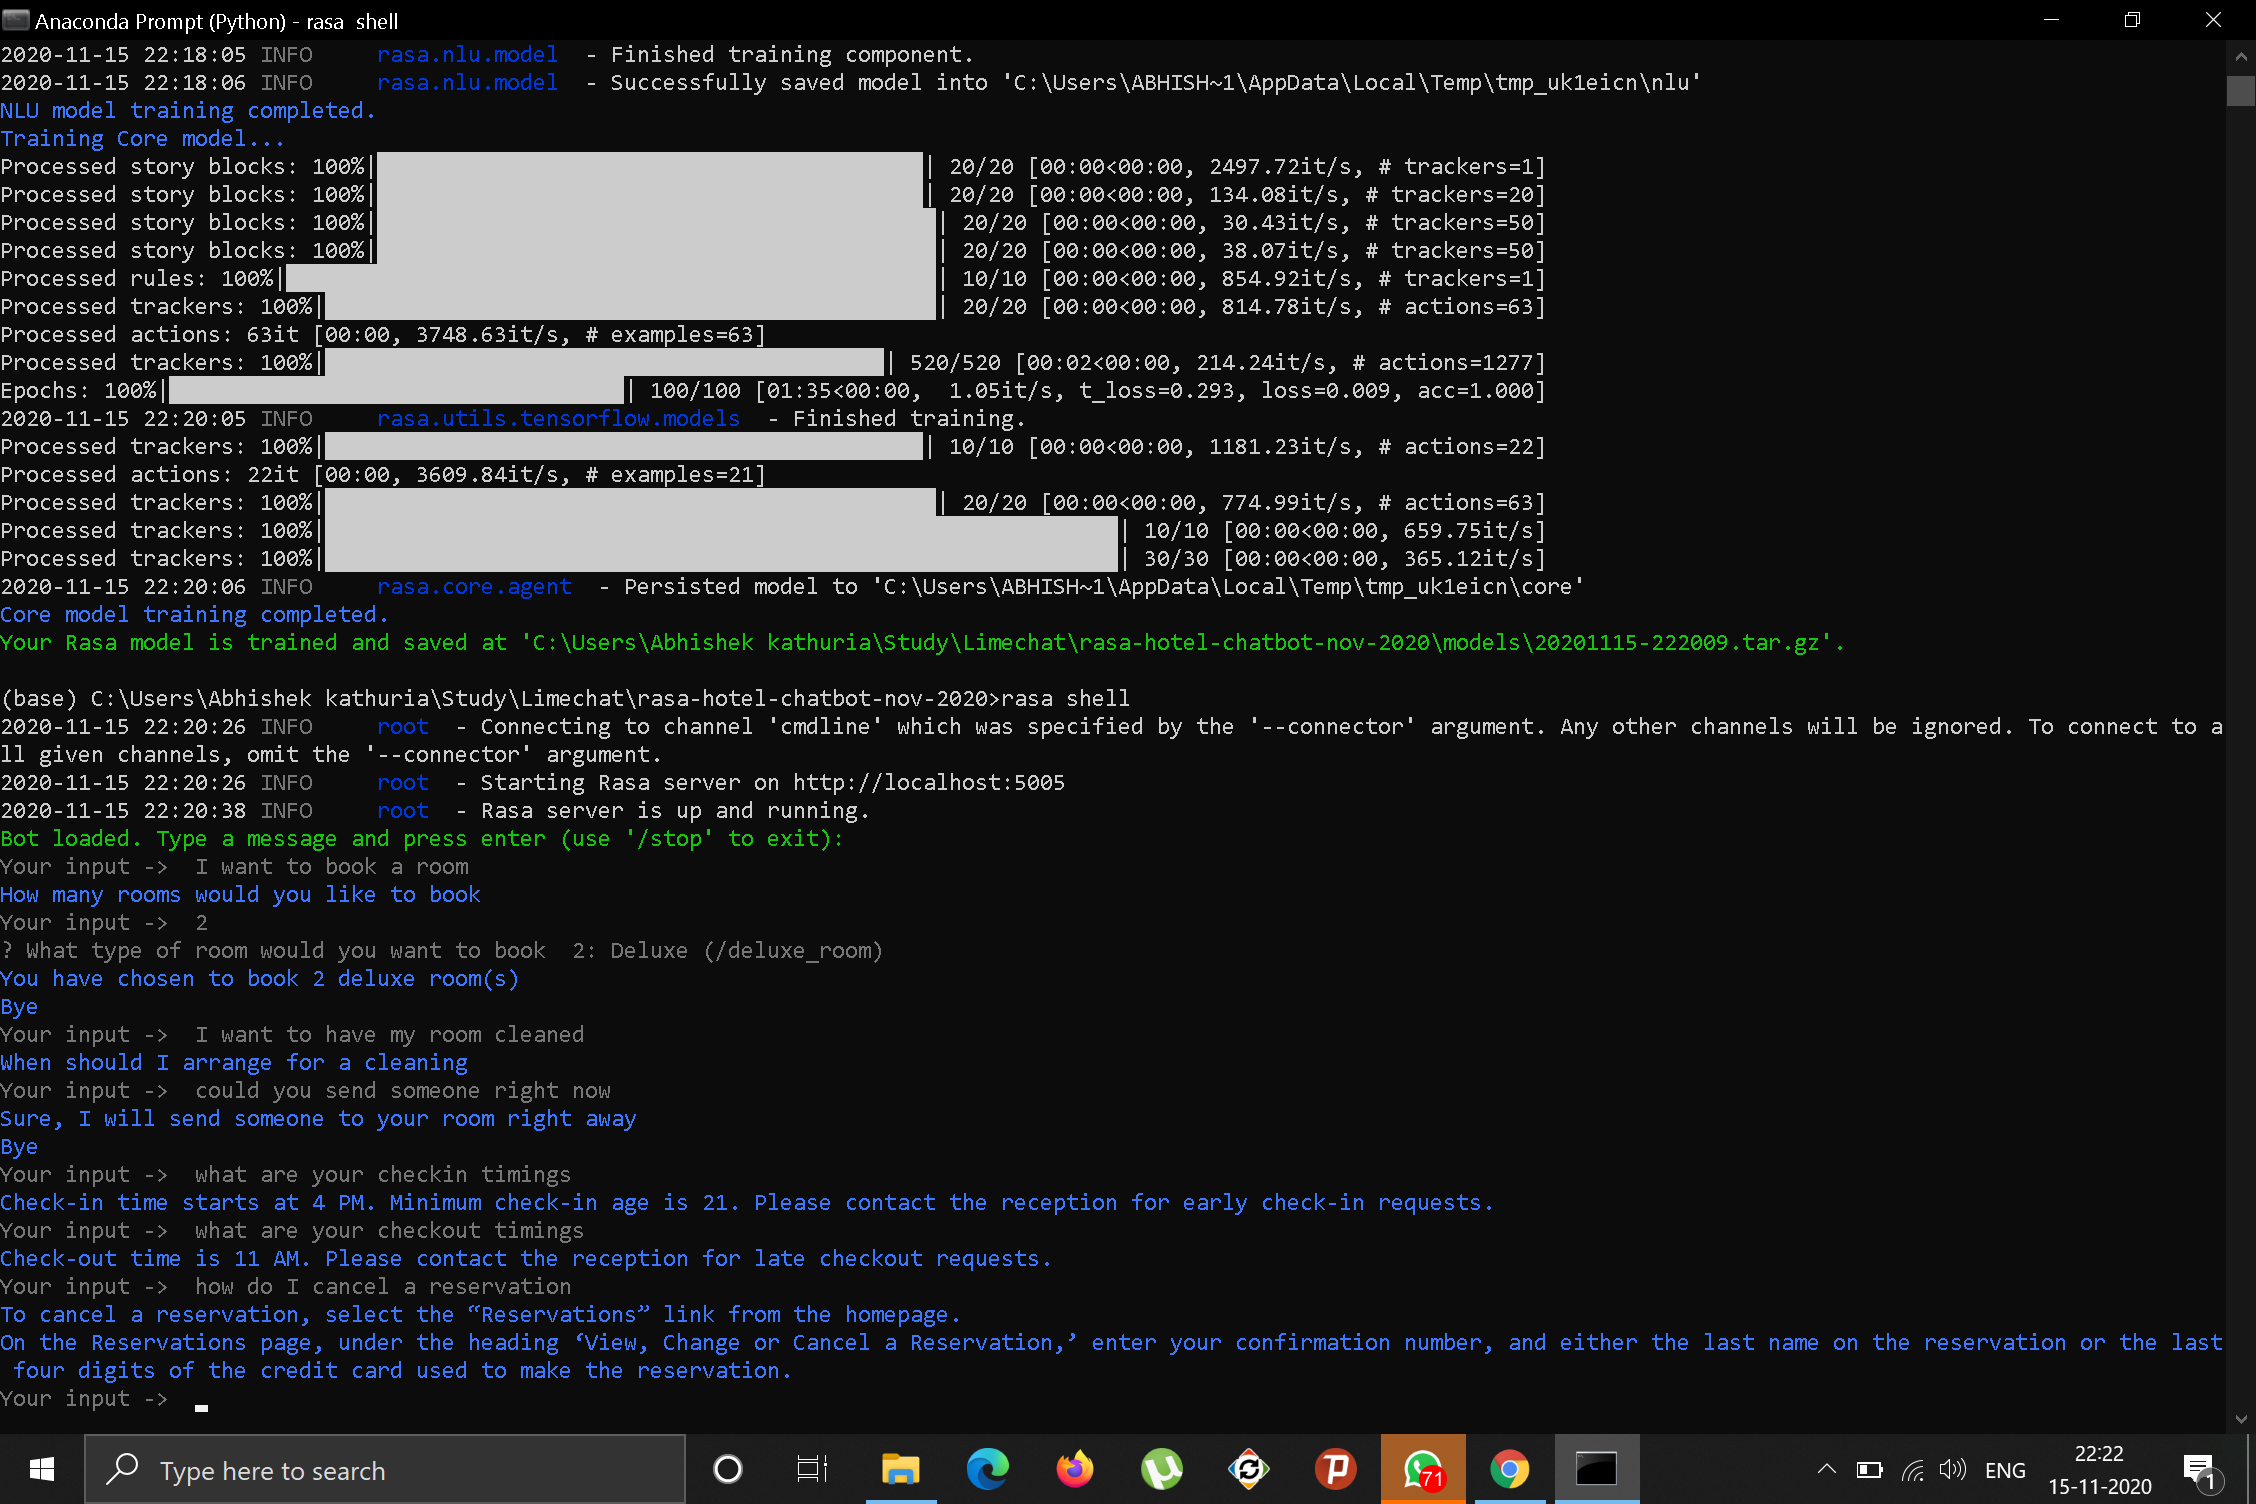 Anaconda Prompt (Python) - rasa  shell
2020-11-15 22:18:05 INFO     rasa.nlu.model  - Finished training component.
2020-11-15 22:18:06 INFO     rasa.nlu.model  - Successfully saved model into 'C:\Users\ABHISH~1\AppData\Local\Temp\tmp_uk1eicn\nlu'
NLU model training completed.
Training Core model...
Processed story blocks: 100%| | 20/20 [00:00<00:00, 2497.72it/s, # trackers=1]
Processed story blocks: 100%| | 20/20 [00:00<00:00, 134.08it/s, # trackers=20]
Processed story blocks: 100%| | 20/20 [00:00<00:00, 30.43it/s, # trackers=50]
Processed story blocks: 100%| | 20/20 [00:00<00:00, 38.07it/s, # trackers=50]
Processed rules: 100%| | 10/10 [00:00<00:00, 854.92it/s, # trackers=1]
Processed trackers: 100%| | 20/20 [00:00<00:00, 814.78it/s, # actions=63]
Processed actions: 63it [00:00, 3748.63it/s, # examples=63]
Processed trackers: 100%| | 520/520 [00:02<00:00, 214.24it/s, # actions=1277]
Epochs: 100%| | 100/100 [01:35<00:00,  1.05it/s, t_loss=0.293, loss=0.009, acc=1.000]
2020-11-15 22:20:05 INFO     rasa.utils.tensorflow.models  - Finished training.
Processed trackers: 100%| | 10/10 [00:00<00:00, 1181.23it/s, # actions=22]
Processed actions: 22it [00:00, 3609.84it/s, # examples=21]
Processed trackers: 100%| | 20/20 [00:00<00:00, 774.99it/s, # actions=63]
Processed trackers: 100%| | 10/10 [00:00<00:00, 659.75it/s]
Processed trackers: 100%| | 30/30 [00:00<00:00, 365.12it/s]
2020-11-15 22:20:06 INFO     rasa.core.agent  - Persisted model to 'C:\Users\ABHISH~1\AppData\Local\Temp\tmp_uk1eicn\core'
Core model training completed.
Your Rasa model is trained and saved at 'C:\Users\Abhishek kathuria\Study\Limechat\rasa-hotel-chatbot-nov-2020\models\20201115-222009.tar.gz'.
(base) C:\Users\Abhishek kathuria\Study\Limechat\rasa-hotel-chatbot-nov-2020>rasa shell
2020-11-15 22:20:26 INFO     root  - Connecting to channel 'cmdline' which was specified by the '--connector' argument. Any other channels will be ignored. To connect to a
ll given channels, omit the '--connector' argument.
2020-11-15 22:20:26 INFO     root  - Starting Rasa server on http://localhost:5005
2020-11-15 22:20:38 INFO     root  - Rasa server is up and running.
Bot loaded. Type a message and press enter (use '/stop' to exit):
Your input ->  I want to book a room
How many rooms would you like to book
Your input ->  2
? What type of room would you want to book  2: Deluxe (/deluxe_room)
You have chosen to book 2 deluxe room(s)
Bye
Your input ->  I want to have my room cleaned
When should I arrange for a cleaning
Your input ->  could you send someone right now
Sure, I will send someone to your room right away
Bye
Your input ->  what are your checkin timings
Check-in time starts at 4 PM. Minimum check-in age is 21. Please contact the reception for early check-in requests.
Your input ->  what are your checkout timings
Check-out time is 11 AM. Please contact the reception for late checkout requests.
Your input ->  how do I cancel a reservation
To cancel a reservation, select the “Reservations” link from the homepage.
On the Reservations page, under the heading ‘View, Change or Cancel a Reservation,’ enter your confirmation number, and either the last name on the reservation or the last
four digits of the credit card used to make the reservation.
Your input ->
Type here to search
71
ENG
22:22
15-11-2020
1